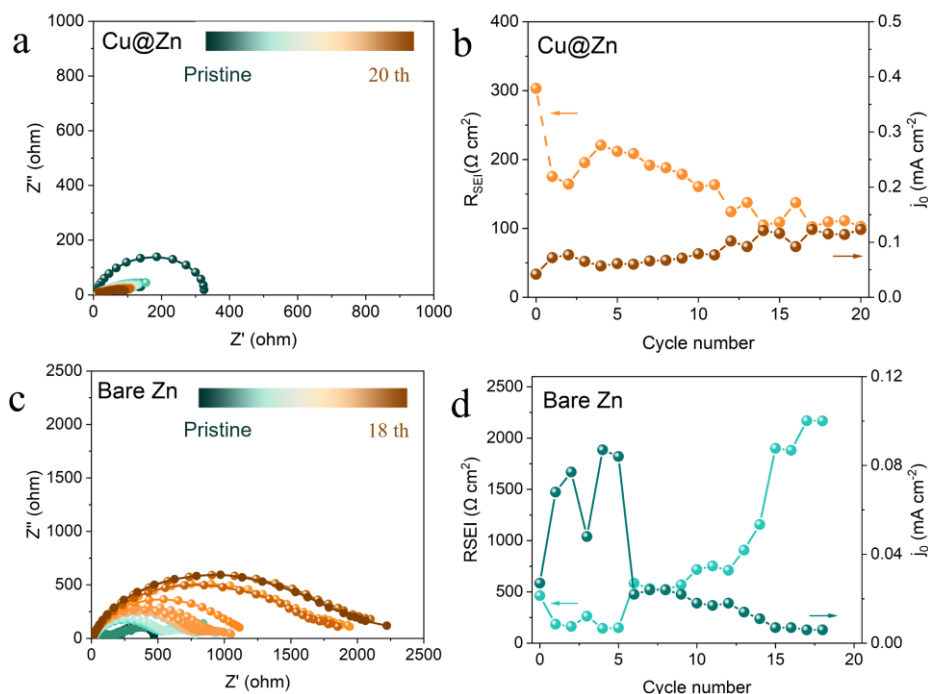 a
Cu@Zn
Pristine
20 th
1000
800
600
400
200
0
Z'' (ohm)
0 200 400 600 800 1000
Z' (ohm)
b
Cu@Zn
400
300
200
100
0
R_SEI(Ω cm²)
0.5
0.4
0.3
0.2
0.1
0.0
j₀ (mA cm⁻²)
0 5 10 15 20
Cycle number
c
Bare Zn
Pristine
18 th
2500
2000
1500
1000
500
0
Z'' (ohm)
0 500 1000 1500 2000 2500
Z' (ohm)
d
Bare Zn
2500
2000
1500
1000
500
0
RSEI (Ω cm²)
0.12
0.08
0.04
0.00
j₀ (mA cm⁻²)
0 5 10 15 20
Cycle number